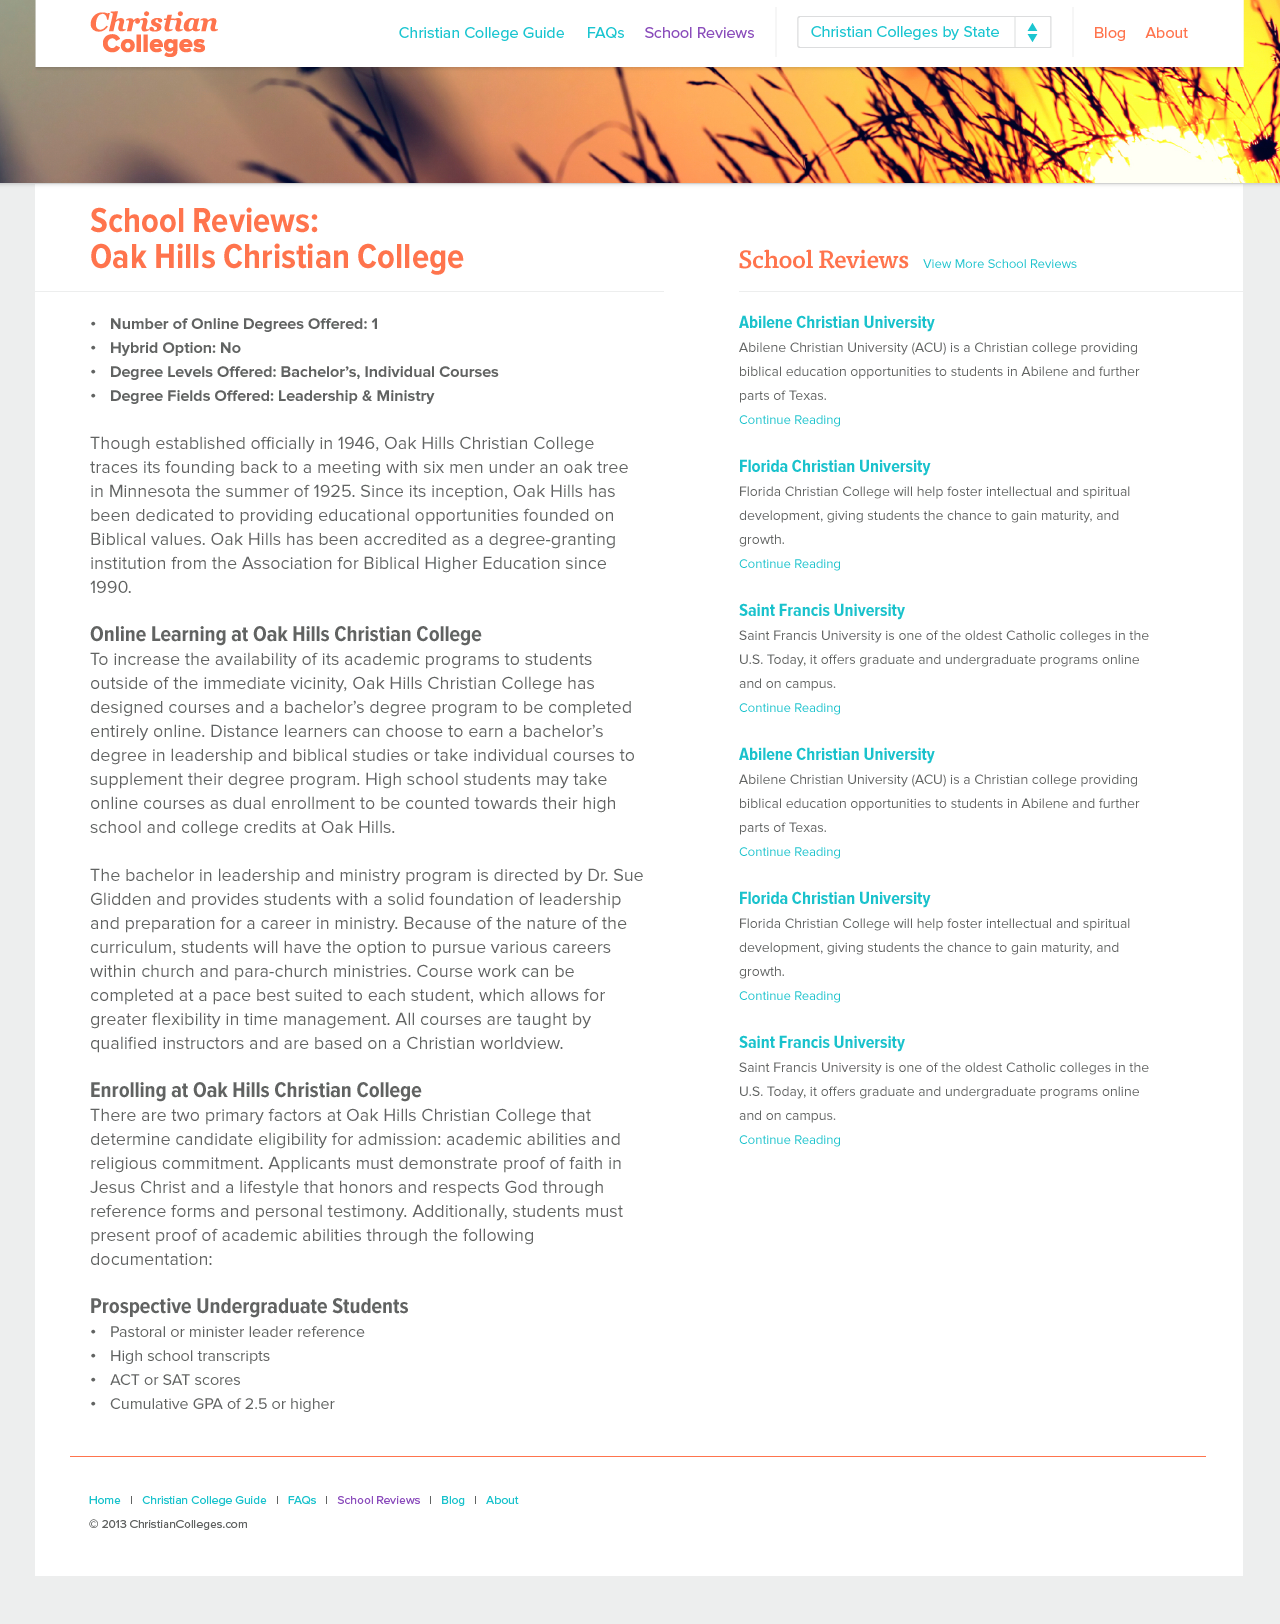 Christian
Colleges
Christian College Guide FAQs School Reviews Christian Colleges by State Blog About
School Reviews:
Oak Hills Christian College
• Number of Online Degrees Offered: 1
• Hybrid Option: No
• Degree Levels Offered: Bachelor’s, Individual Courses
• Degree Fields Offered: Leadership & Ministry
Though established officially in 1946, Oak Hills Christian College
traces its founding back to a meeting with six men under an oak tree
in Minnesota the summer of 1925. Since its inception, Oak Hills has
been dedicated to providing educational opportunities founded on
Biblical values. Oak Hills has been accredited as a degree-granting
institution from the Association for Biblical Higher Education since
1990.
Online Learning at Oak Hills Christian College
To increase the availability of its academic programs to students
outside of the immediate vicinity, Oak Hills Christian College has
designed courses and a bachelor’s degree program to be completed
entirely online. Distance learners can choose to earn a bachelor’s
degree in leadership and biblical studies or take individual courses to
supplement their degree program. High school students may take
online courses as dual enrollment to be counted towards their high
school and college credits at Oak Hills.
The bachelor in leadership and ministry program is directed by Dr. Sue
Glidden and provides students with a solid foundation of leadership
and preparation for a career in ministry. Because of the nature of the
curriculum, students will have the option to pursue various careers
within church and para-church ministries. Course work can be
completed at a pace best suited to each student, which allows for
greater flexibility in time management. All courses are taught by
qualified instructors and are based on a Christian worldview.
Enrolling at Oak Hills Christian College
There are two primary factors at Oak Hills Christian College that
determine candidate eligibility for admission: academic abilities and
religious commitment. Applicants must demonstrate proof of faith in
Jesus Christ and a lifestyle that honors and respects God through
reference forms and personal testimony. Additionally, students must
present proof of academic abilities through the following
documentation:
Prospective Undergraduate Students
• Pastoral or minister leader reference
• High school transcripts
• ACT or SAT scores
• Cumulative GPA of 2.5 or higher
School Reviews View More School Reviews
Abilene Christian University
Abilene Christian University (ACU) is a Christian college providing
biblical education opportunities to students in Abilene and further
parts of Texas.
Continue Reading
Florida Christian University
Florida Christian College will help foster intellectual and spiritual
development, giving students the chance to gain maturity, and
growth.
Continue Reading
Saint Francis University
Saint Francis University is one of the oldest Catholic colleges in the
U.S. Today, it offers graduate and undergraduate programs online
and on campus.
Continue Reading
Abilene Christian University
Abilene Christian University (ACU) is a Christian college providing
biblical education opportunities to students in Abilene and further
parts of Texas.
Continue Reading
Florida Christian University
Florida Christian College will help foster intellectual and spiritual
development, giving students the chance to gain maturity, and
growth.
Continue Reading
Saint Francis University
Saint Francis University is one of the oldest Catholic colleges in the
U.S. Today, it offers graduate and undergraduate programs online
and on campus.
Continue Reading
Home | Christian College Guide | FAQs | School Reviews | Blog | About
© 2013 ChristianColleges.com